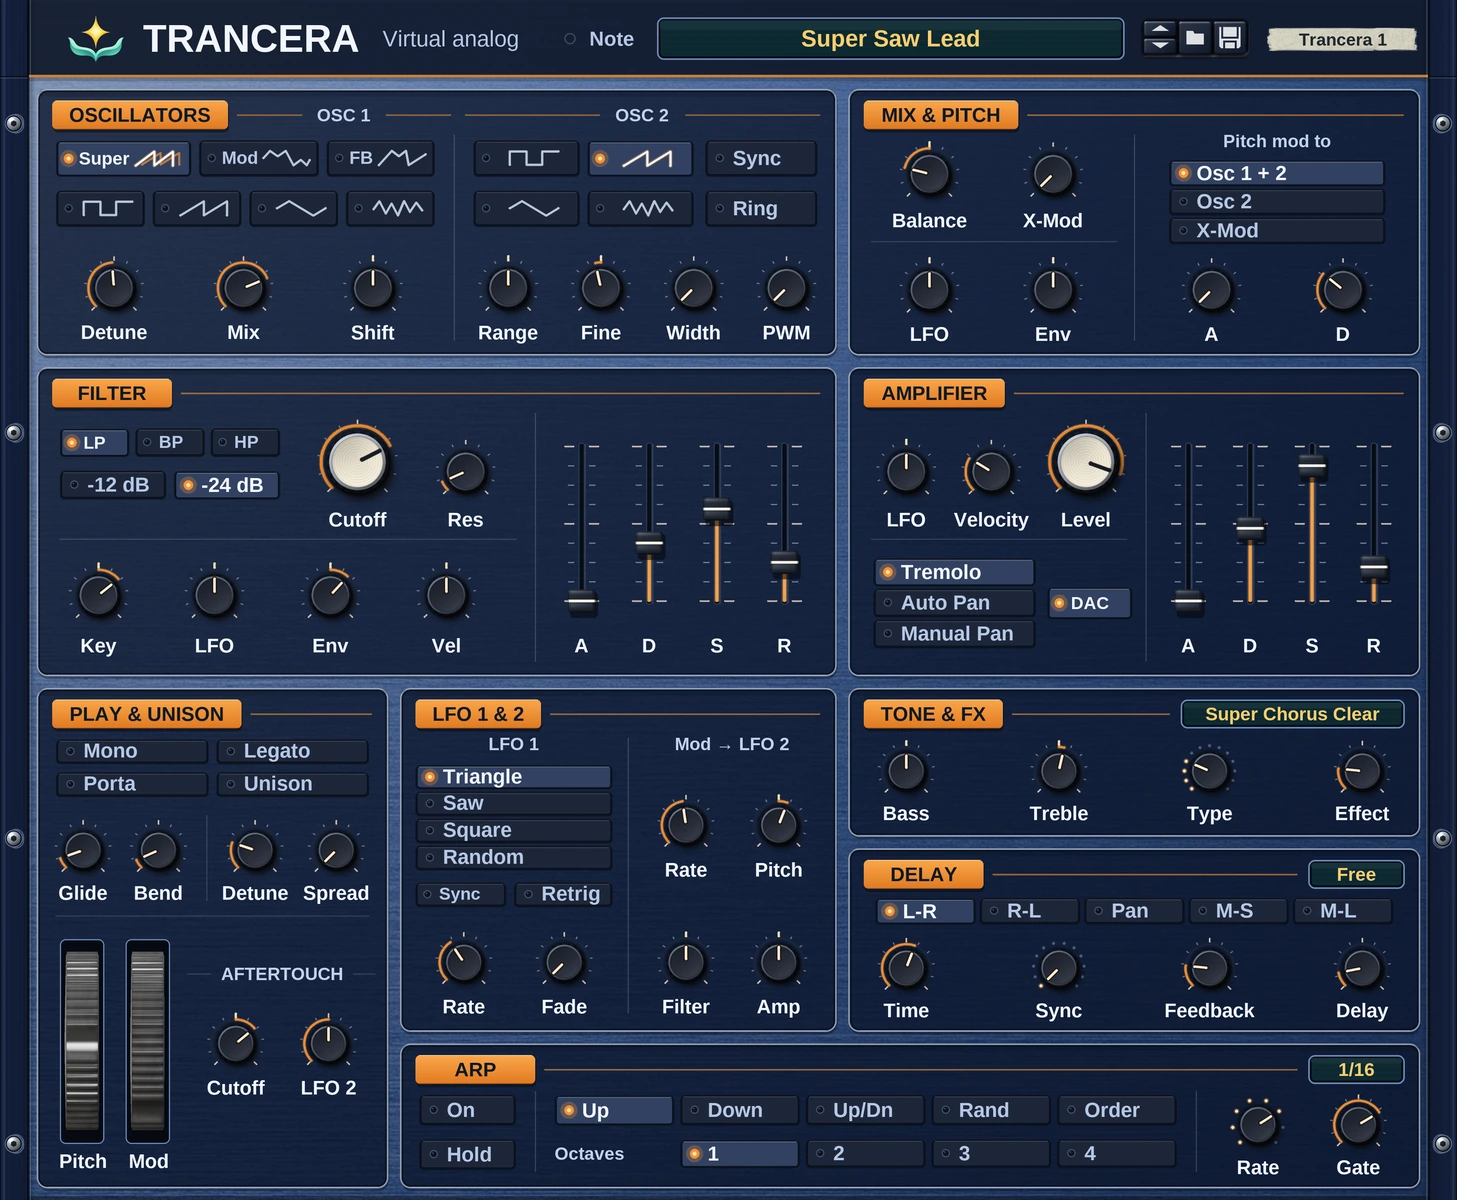 TRANCERA Virtual analog Note Super Saw Lead Trancera 1
OSCILLATORS OSC 1 OSC 2
Super Mod FB Sync
Ring
Detune Mix Shift Range Fine Width PWM
MIX & PITCH
Pitch mod to
Osc 1 + 2
Osc 2
X-Mod
Balance X-Mod
LFO Env A D
FILTER
LP BP HP
-12 dB -24 dB
Cutoff Res
Key LFO Env Vel A D S R
AMPLIFIER
LFO Velocity Level
Tremolo
Auto Pan DAC
Manual Pan
A D S R
PLAY & UNISON
Mono Legato
Porta Unison
Glide Bend Detune Spread
AFTERTOUCH
Cutoff LFO 2
Pitch Mod
LFO 1 & 2
LFO 1 Mod → LFO 2
Triangle
Saw
Square
Random
Sync Retrig
Rate Pitch
Rate Fade Filter Amp
TONE & FX Super Chorus Clear
Bass Treble Type Effect
DELAY Free
L-R R-L Pan M-S M-L
Time Sync Feedback Delay
ARP 1/16
On Up Down Up/Dn Rand Order
Hold Octaves 1 2 3 4
Rate Gate